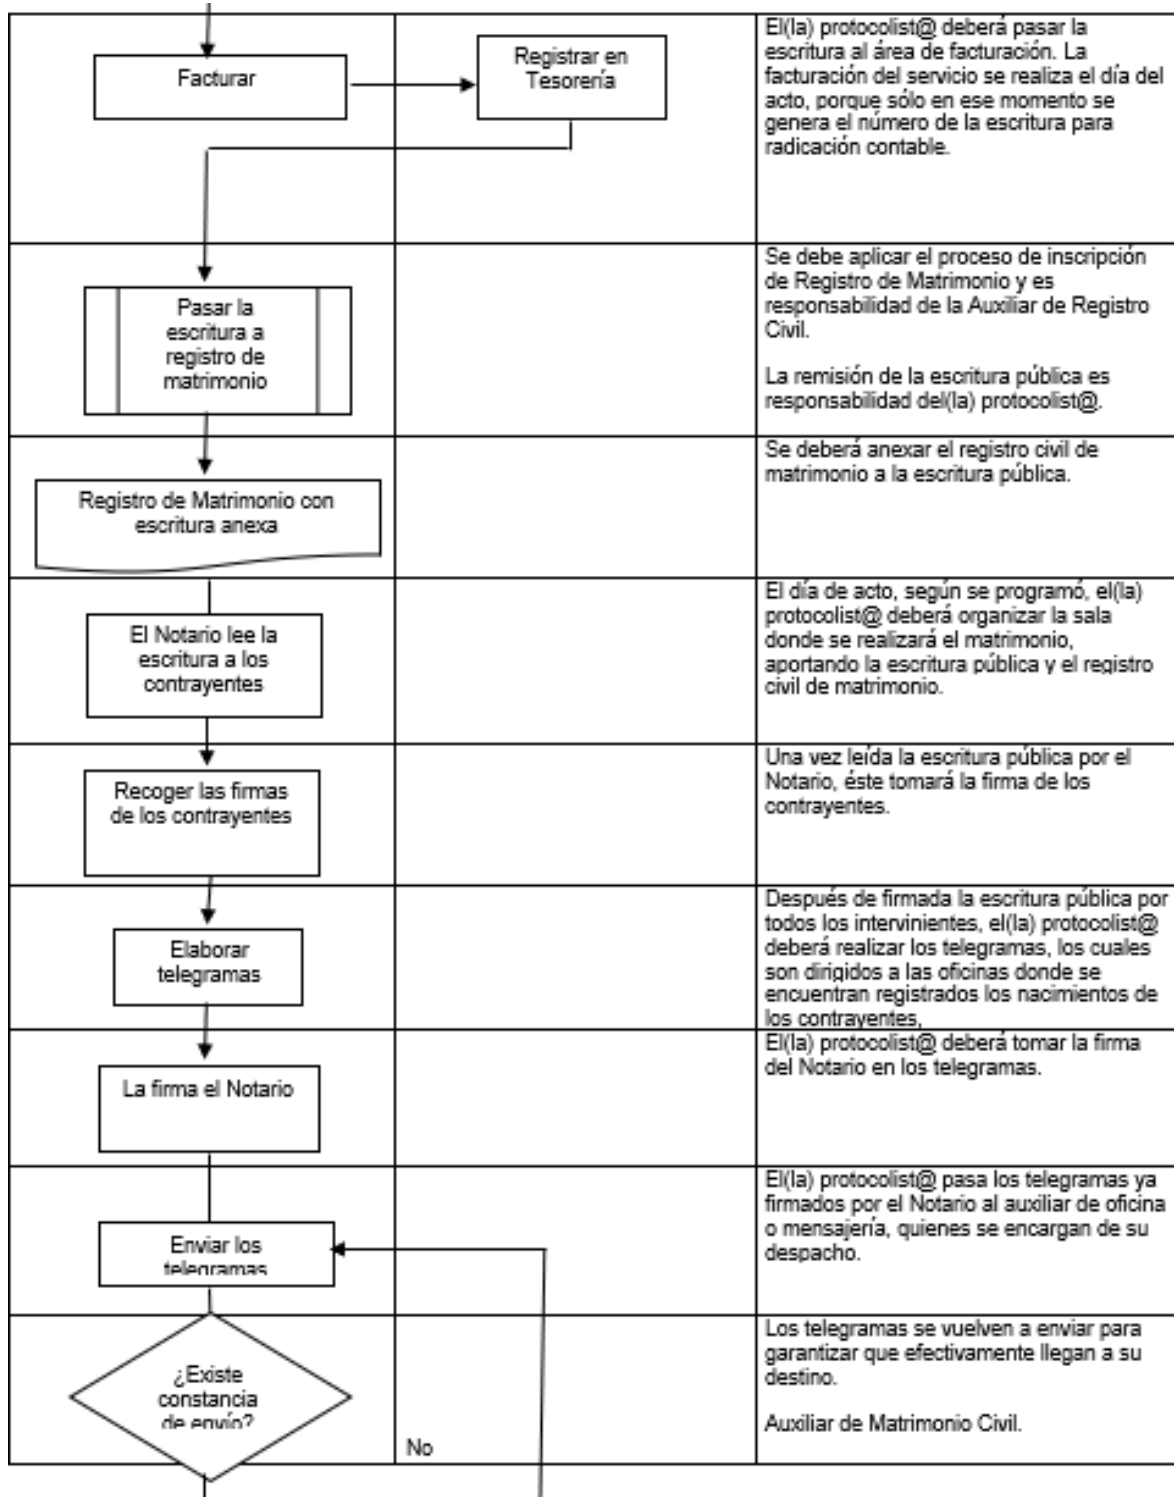 Facturar
Registrar en
Tesorería
El(la) protocolist@ deberá pasar la
escritura al área de facturación. La
facturación del servicio se realiza el día del
acto, porque sólo en ese momento se
genera el número de la escritura para
radicación contable.
Pasar la
escritura a
registro de
matrimonio
Se debe aplicar el proceso de inscripción
de Registro de Matrimonio y es
responsabilidad de la Auxiliar de Registro
Civil.
La remisión de la escritura pública es
responsabilidad del(la) protocolist@.
Registro de Matrimonio con
escritura anexa
Se deberá anexar el registro civil de
matrimonio a la escritura pública.
El Notario lee la
escritura a los
contrayentes
El día de acto, según se programó, el(la)
protocolist@ deberá organizar la sala
donde se realizará el matrimonio,
aportando la escritura pública y el registro
civil de matrimonio.
Recoger las firmas
de los contrayentes
Una vez leída la escritura pública por el
Notario, éste tomará la firma de los
contrayentes.
Elaborar
telegramas
Después de firmada la escritura pública por
todos los intervinientes, el(la) protocolist@
deberá realizar los telegramas, los cuales
son dirigidos a las oficinas donde se
encuentran registrados los nacimientos de
los contrayentes,
La firma el Notario
El(la) protocolist@ deberá tomar la firma
del Notario en los telegramas.
Enviar los
telegramas
El(la) protocolist@ pasa los telegramas ya
firmados por el Notario al auxiliar de oficina
o mensajería, quienes se encargan de su
despacho.
¿Existe
constancia
de envío?
No
Los telegramas se vuelven a enviar para
garantizar que efectivamente llegan a su
destino.
Auxiliar de Matrimonio Civil.